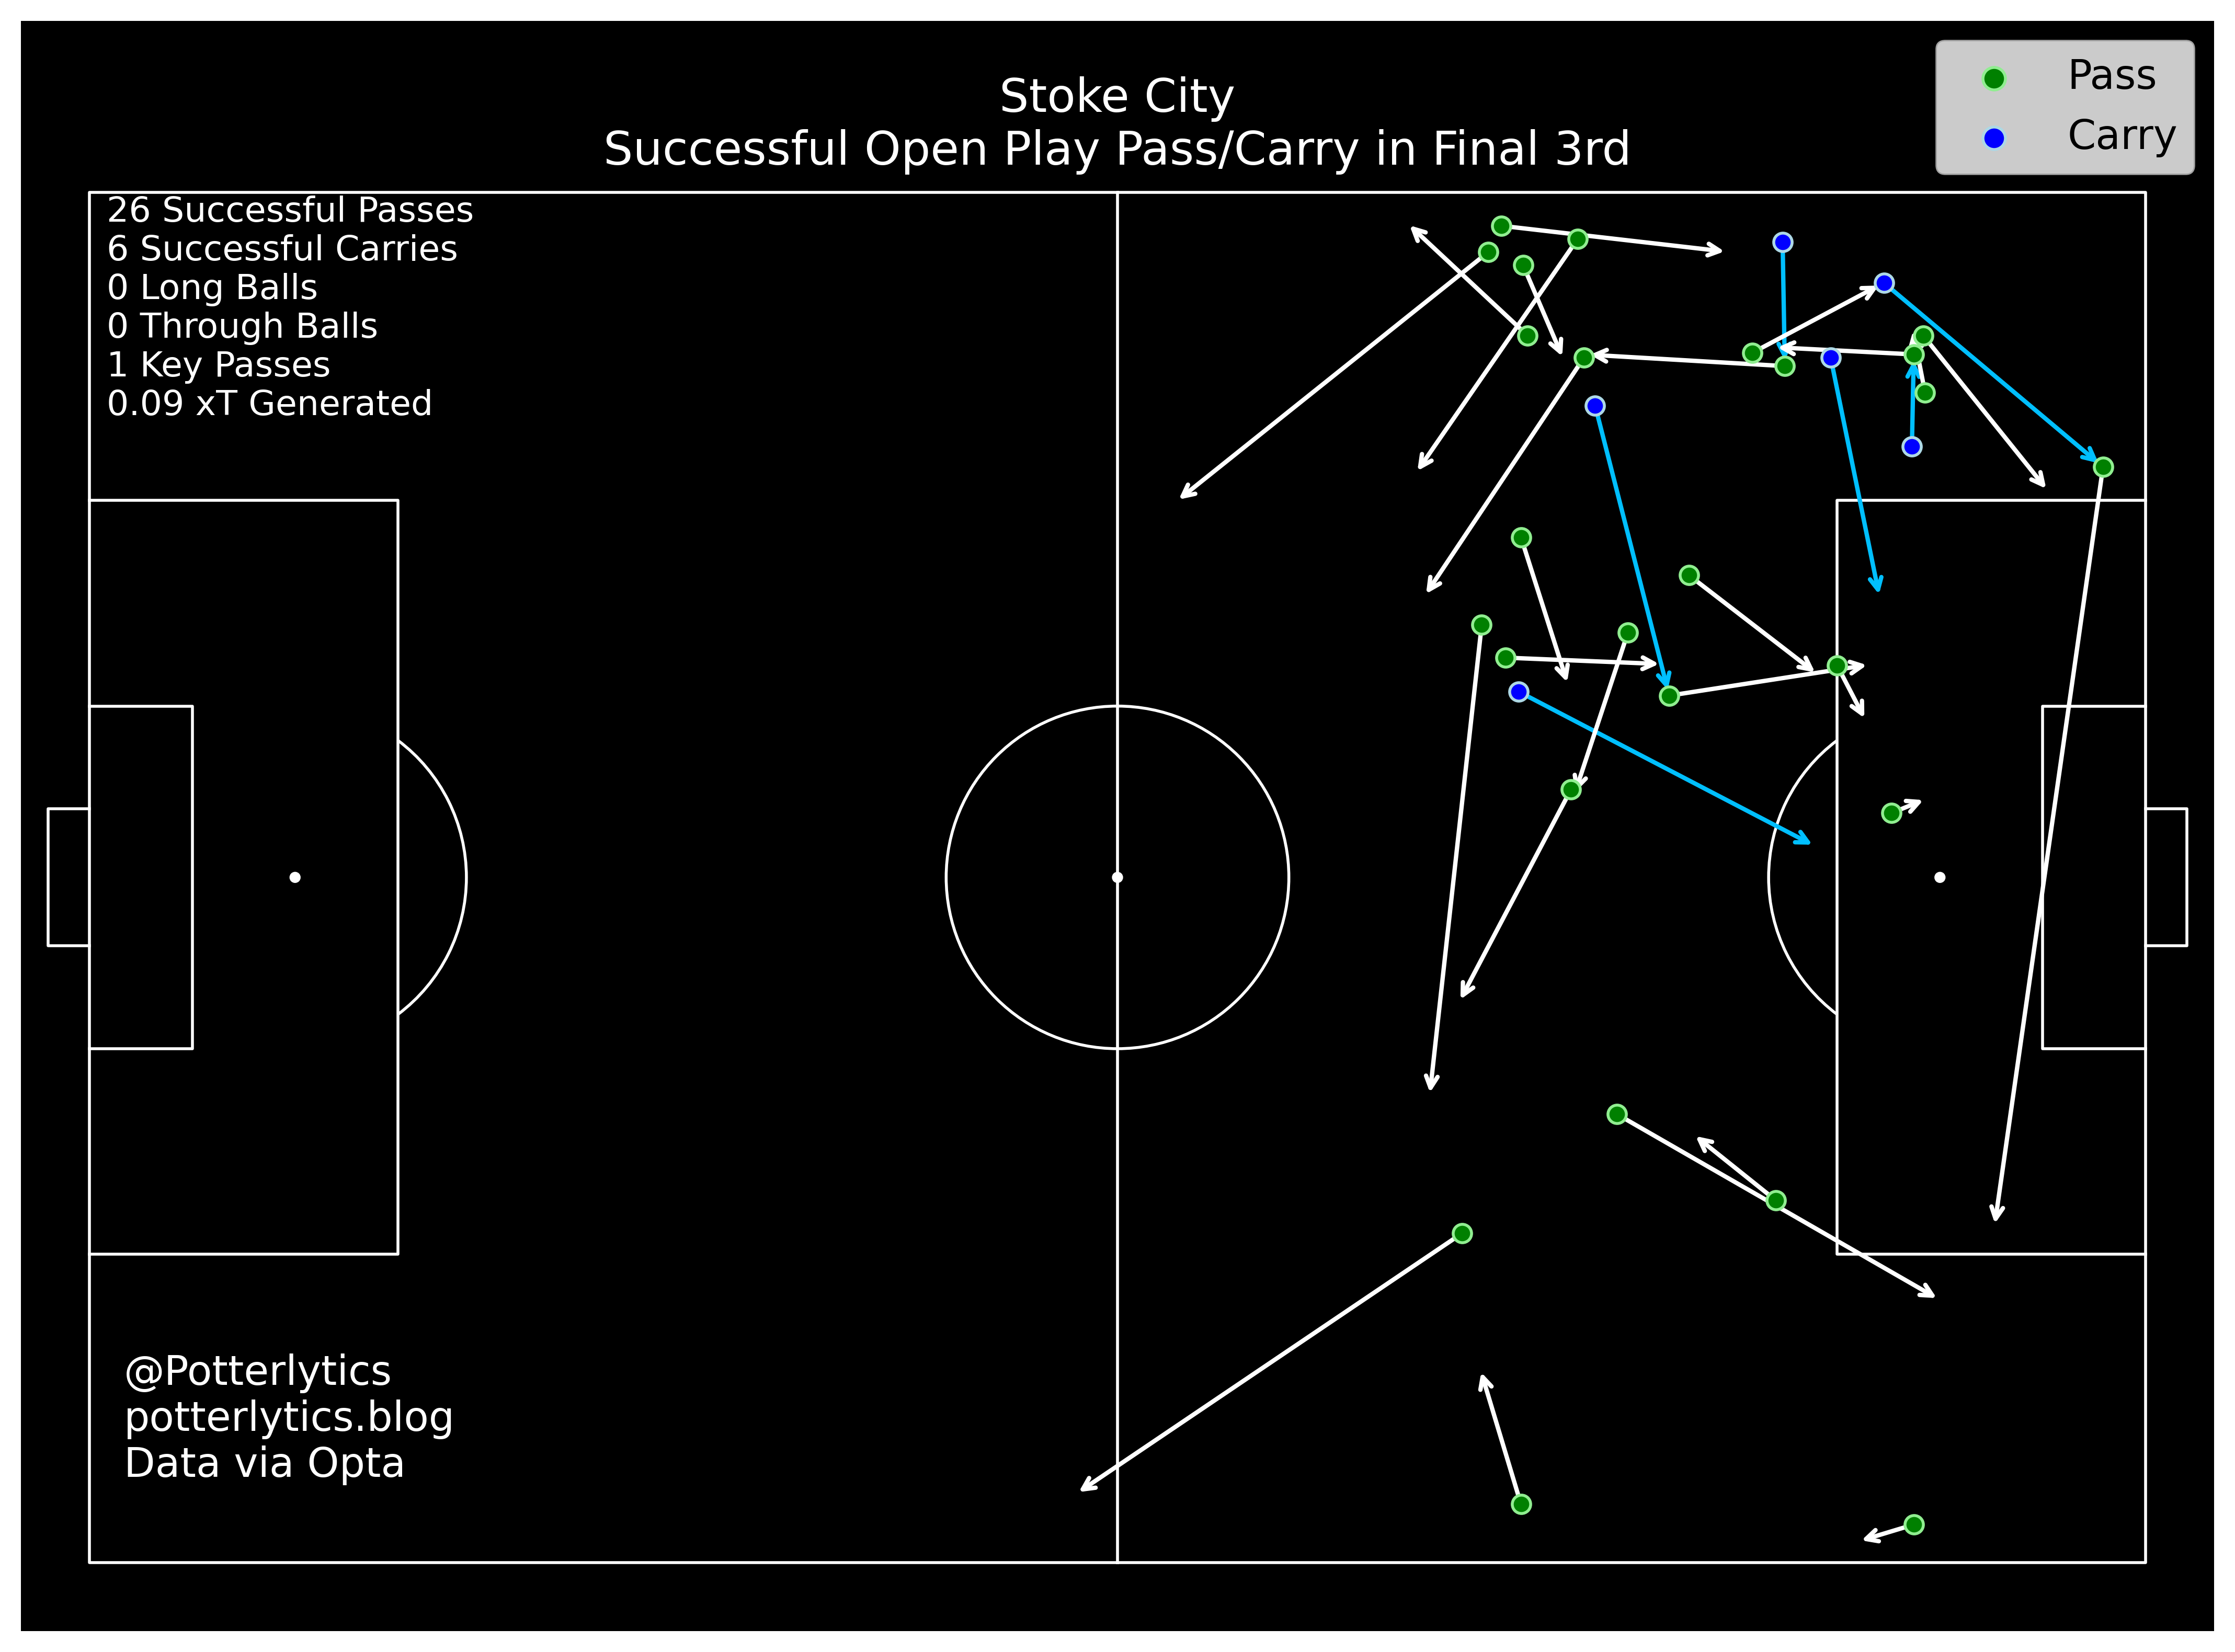 Stoke City
Successful Open Play Pass/Carry in Final 3rd
Pass
Carry
26 Successful Passes
6 Successful Carries
0 Long Balls
0 Through Balls
1 Key Passes
0.09 xT Generated
@Potterlytics
potterlytics.blog
Data via Opta